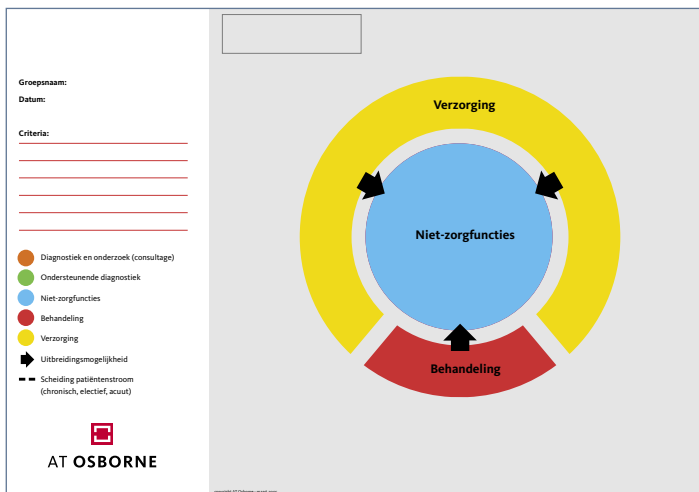 Groepsnaam:
Datum:
Criteria:
Diagnostiek en onderzoek (consultage)
Ondersteunende diagnostiek
Niet-zorgfuncties
Behandeling
Verzorging
Uitbreidingsmogelijkheid
Scheiding patiëntenstroom
(chronisch, electief, acuut)
AT OSBORNE
Verzorging
Niet-zorgfuncties
Behandeling